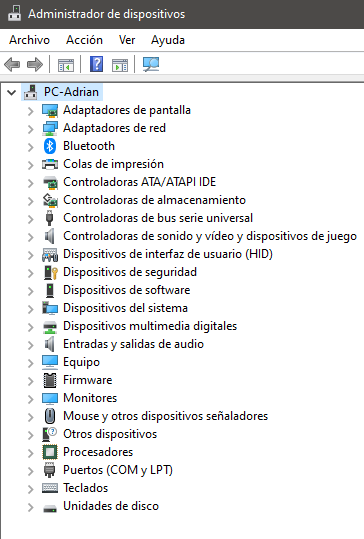 Administrador de dispositivos
Archivo Acción Ver Ayuda
PC-Adrian
Adaptadores de pantalla
Adaptadores de red
Bluetooth
Colas de impresión
Controladoras ATA/ATAPI IDE
Controladoras de almacenamiento
Controladoras de bus serie universal
Controladoras de sonido y vídeo y dispositivos de juego
Dispositivos de interfaz de usuario (HID)
Dispositivos de seguridad
Dispositivos de software
Dispositivos del sistema
Dispositivos multimedia digitales
Entradas y salidas de audio
Equipo
Firmware
Monitores
Mouse y otros dispositivos señaladores
Otros dispositivos
Procesadores
Puertos (COM y LPT)
Teclados
Unidades de disco